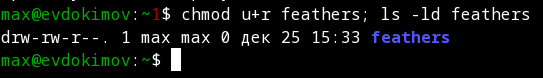 max@evdokimov:~1$ chmod u+r feathers; ls -ld feathers
drw-rw-r--. 1 max max 0 дек 25 15:33 feathers
max@evdokimov:~$